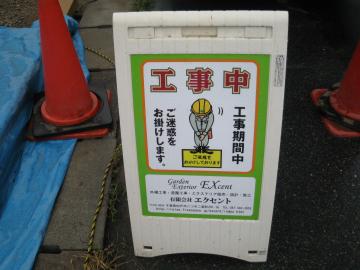 工事中
工事期間中
ご迷惑を
お掛けします。
ご迷惑を
おかけしております
Garden
Exterior EXcent
外構工事・造園工事・エクステリア販売・設計・施工
有限会社 エクセント